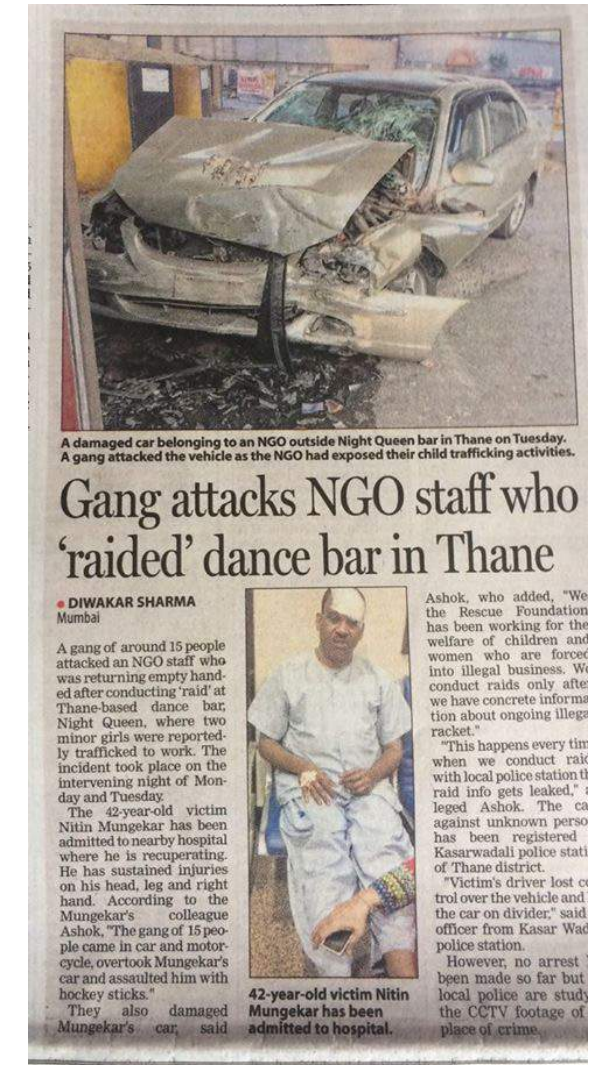 A damaged car belonging to an NGO outside Night Queen bar in Thane on Tuesday.
A gang attacked the vehicle as the NGO had exposed their child trafficking activities.
Gang attacks NGO staff who
‘raided’ dance bar in Thane
• DIWAKAR SHARMA
Mumbai
A gang of around 15 people
attacked an NGO staff who
was returning empty hand-
ed after conducting 'raid' at
Thane-based dance bar,
Night Queen, where two
minor girls were reported-
ly trafficked to work. The
incident took place on the
intervening night of Mon-
day and Tuesday.
The 42-year-old victim
Nitin Mungekar has been
admitted to nearby hospital
where he is recuperating.
He has sustained injuries
on his head, leg and right
hand. According to the
Mungekar's colleague
Ashok, "The gang of 15 peo-
ple came in car and motor-
cycle, overtook Mungekar's
car and assaulted him with
hockey sticks."
They also damaged
Mungekar's car, said
42-year-old victim Nitin
Mungekar has been
admitted to hospital.
Ashok, who added, "We
the Rescue Foundation
has been working for the
welfare of children and
women who are forced
into illegal business. We
conduct raids only after
we have concrete informa
tion about ongoing illega
racket."
"This happens every tim
when we conduct raid
with local police station th
raid info gets leaked," a
leged Ashok. The ca
against unknown perso
has been registered
Kasarwadali police stati
of Thane district.
"Victim's driver lost co
trol over the vehicle and
the car on divider," said
officer from Kasar Wad
police station.
However, no arrest
been made so far but
local police are study
the CCTV footage of
place of crime.